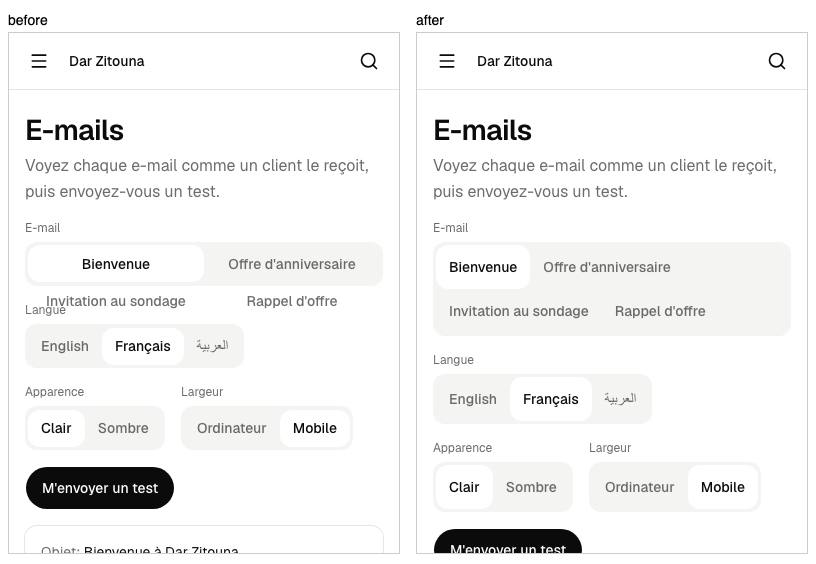 before
Dar Zitouna
E-mails
Voyez chaque e-mail comme un client le reçoit,
puis envoyez-vous un test.
E-mail
Bienvenue Offre d'anniversaire
Invitation au sondage Rappel d'offre
Langue
English Français العربية
Apparence Largeur
Clair Sombre Ordinateur Mobile
M'envoyer un test
Objet: Bienvenue à Dar Zitouna
after
Dar Zitouna
E-mails
Voyez chaque e-mail comme un client le reçoit,
puis envoyez-vous un test.
E-mail
Bienvenue Offre d'anniversaire
Invitation au sondage Rappel d'offre
Langue
English Français العربية
Apparence Largeur
Clair Sombre Ordinateur Mobile
M'envoyer un test